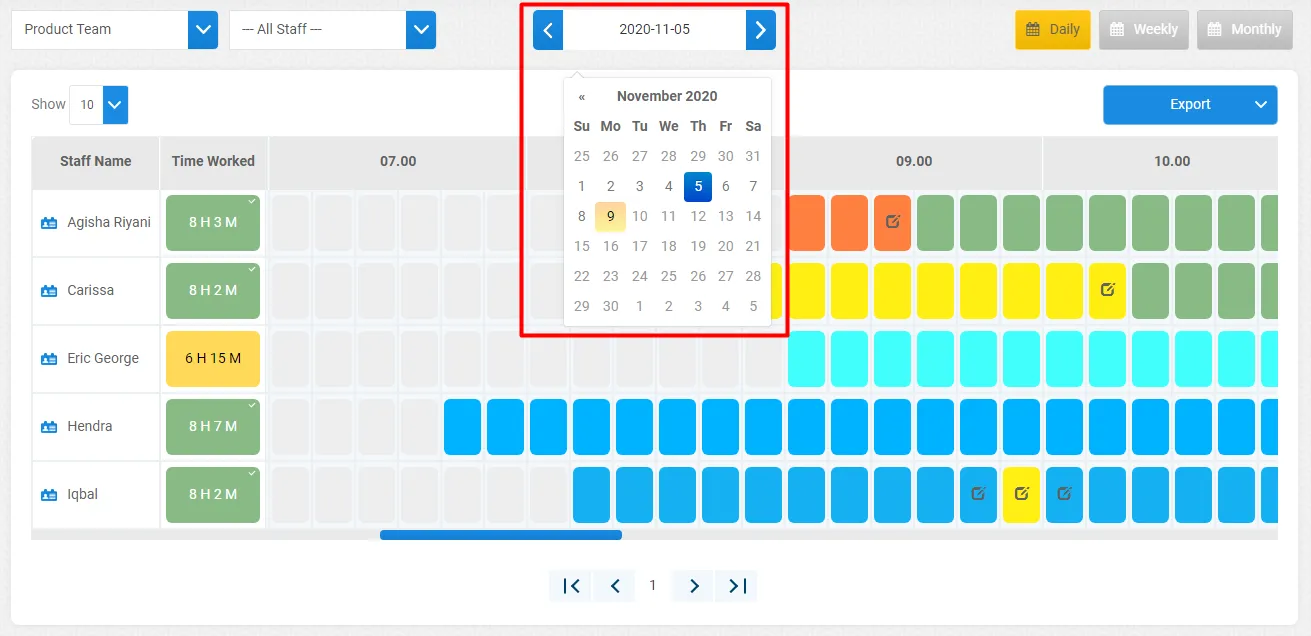 Product Team
--- All Staff ---
2020-11-05
Daily
Weekly
Monthly
Show 10
Export
« November 2020
Su Mo Tu We Th Fr Sa
25 26 27 28 29 30 31
1 2 3 4 5 6 7
8 9 10 11 12 13 14
15 16 17 18 19 20 21
22 23 24 25 26 27 28
29 30 1 2 3 4 5
Staff Name Time Worked 07.00 09.00 10.00
Agisha Riyani 8 H 3 M
Carissa 8 H 2 M
Eric George 6 H 15 M
Hendra 8 H 7 M
Iqbal 8 H 2 M
1